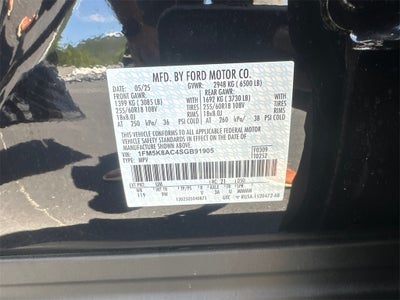 MFD. BY FORD MOTOR CO.
05/25 GVWR: 2948 KG ( 6500 LB)
FRONT GAWR: REAR GAWR:
1399 KG ( 3085 LB) 1692 KG ( 3730 LB)
255/60R18 108V TIRES 255/60R18 108V TIRES
18x8.0J RIMS 18x8.0J RIMS
AT 250 kPa/ 36 PSI COLD AT 260 kPa/ 38 PSI COLD
THIS VEHICLE CONFORMS TO ALL APPLICABLE FEDERAL MOTOR
VEHICLE SAFETY STANDARDS IN EFFECT ON THE DATE OF
MANUFACTURE SHOWN ABOVE.
VIN: 1FM5K8AC4SGB91905
TYPE: MPV